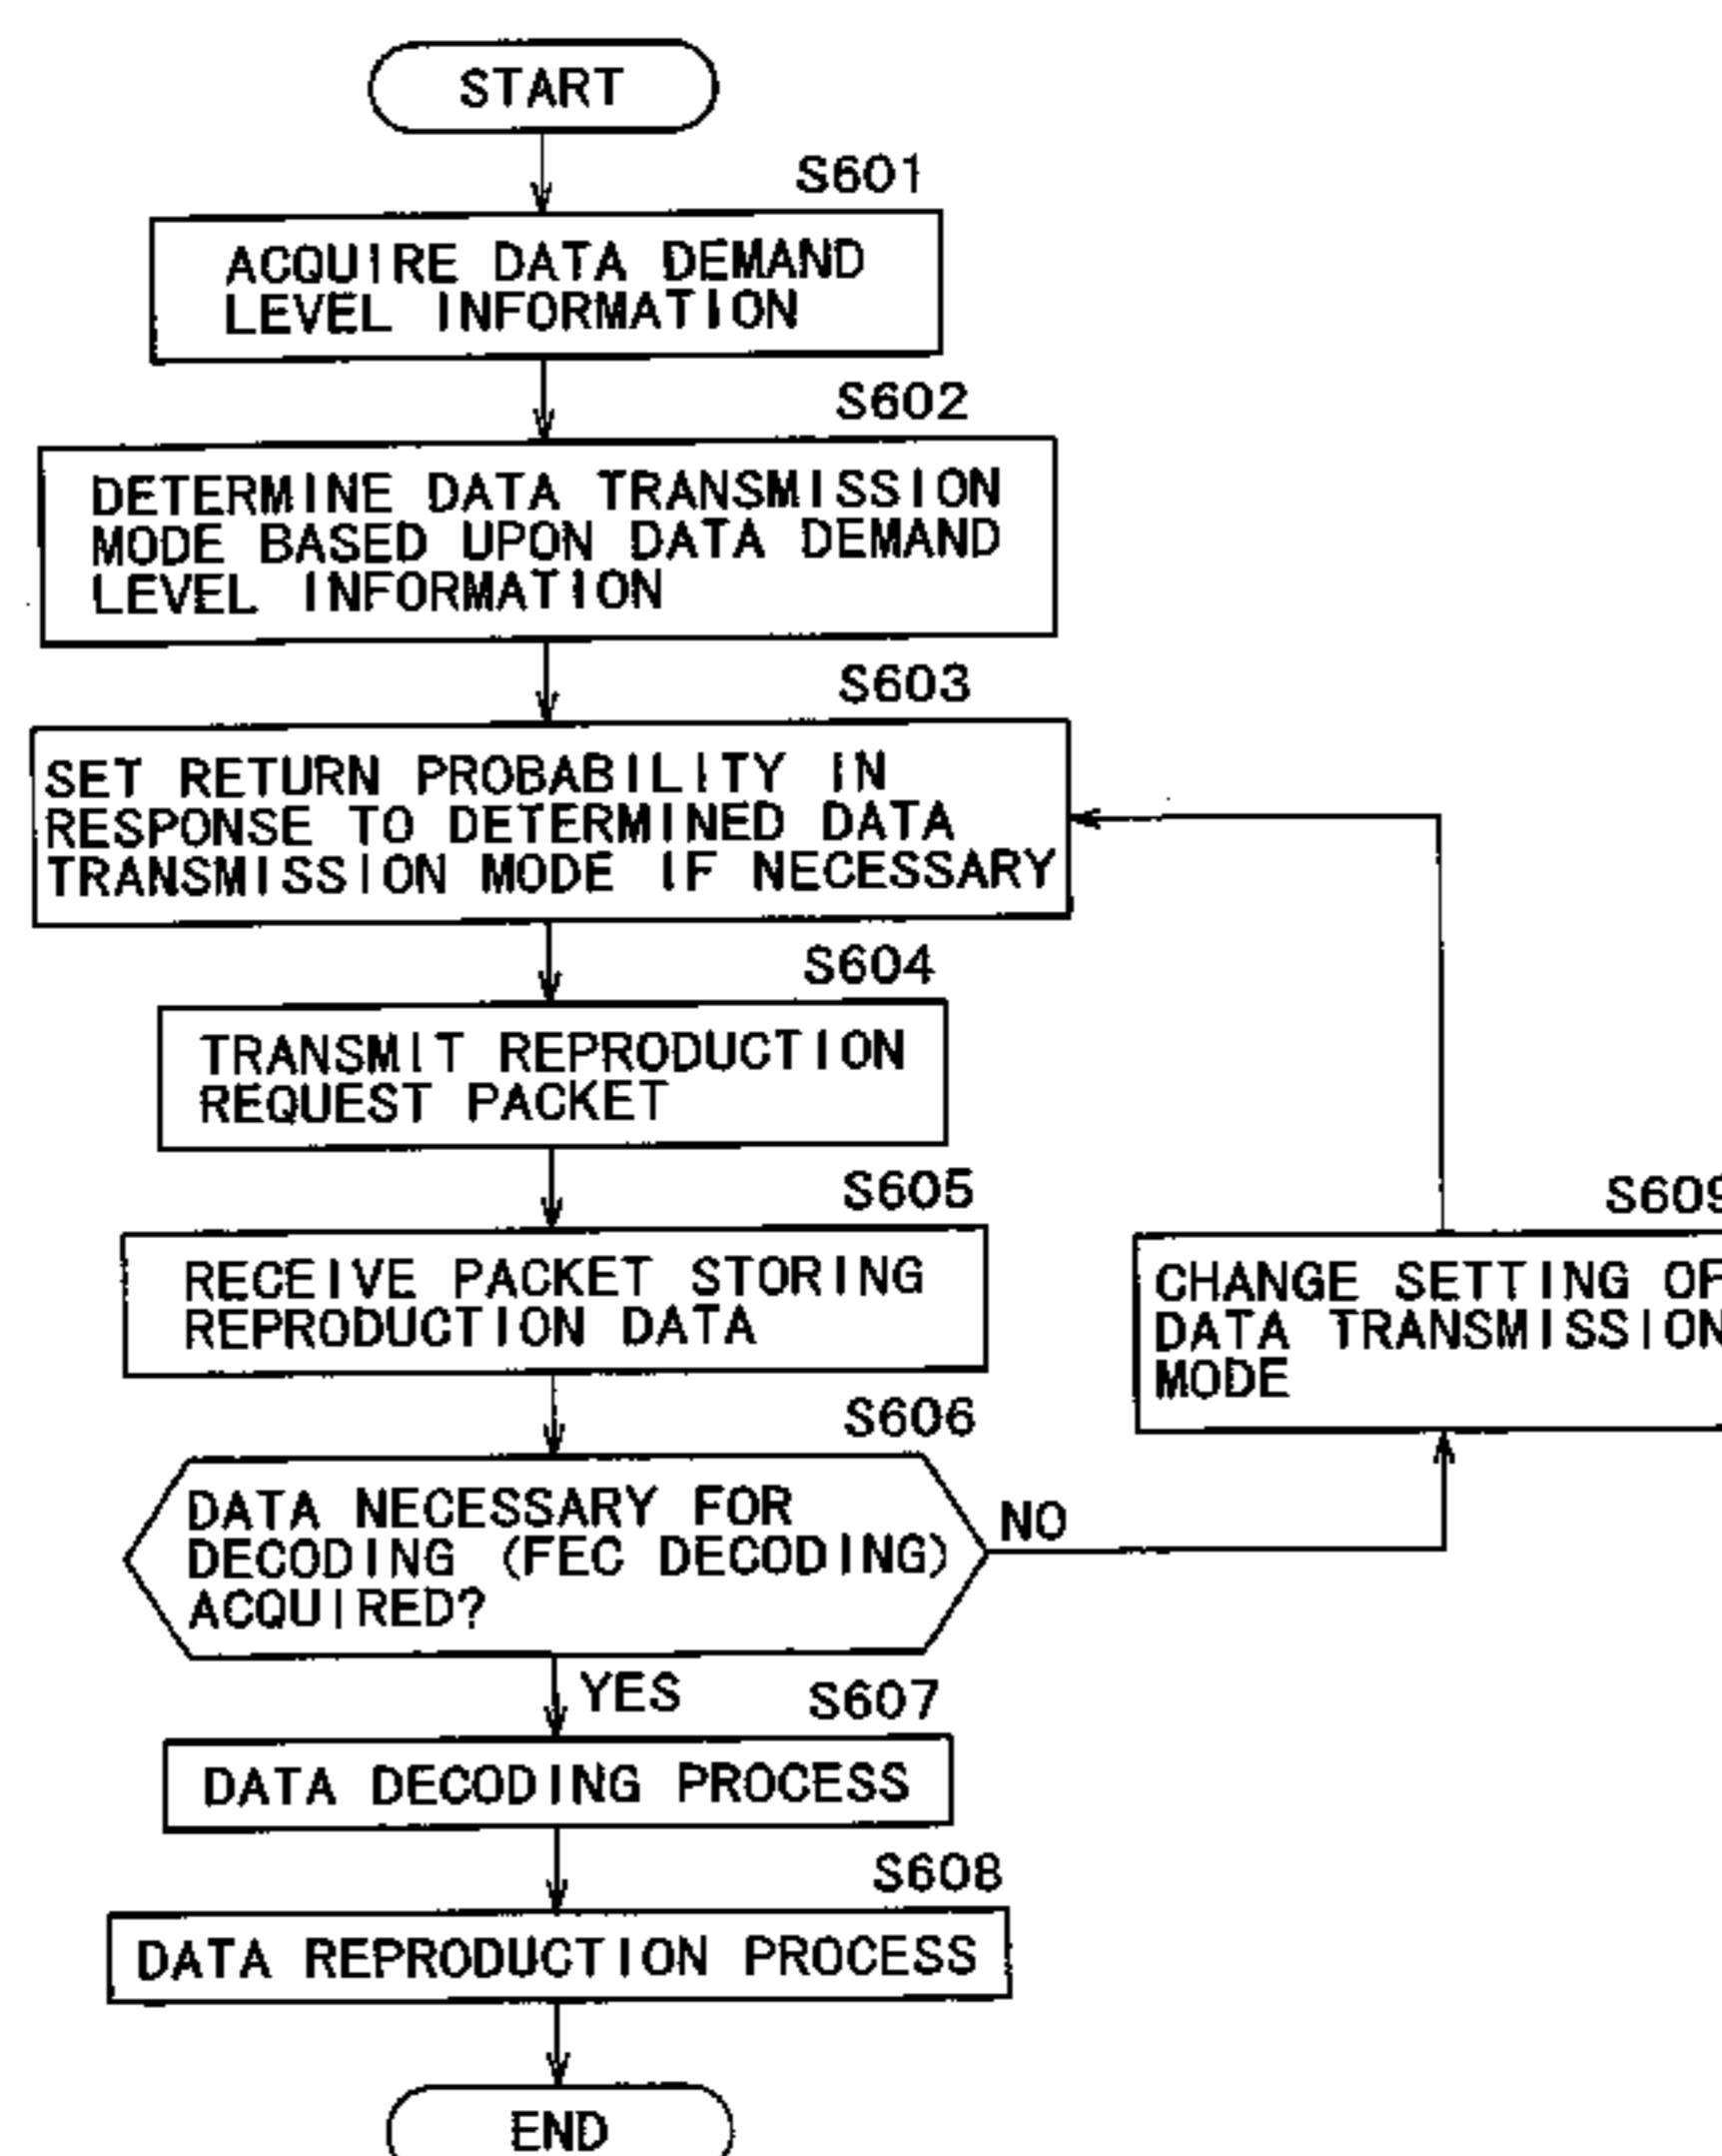 START
S601
ACQUIRE DATA DEMAND
LEVEL INFORMATION
S602
DETERMINE DATA TRANSMISSION
MODE BASED UPON DATA DEMAND
LEVEL INFORMATION
S603
SET RETURN PROBABILITY IN
RESPONSE TO DETERMINED DATA
TRANSMISSION MODE IF NECESSARY
S604
TRANSMIT REPRODUCTION
REQUEST PACKET
S605
RECEIVE PACKET STORING
REPRODUCTION DATA
S606
DATA NECESSARY FOR
DECODING (FEC DECODING)
ACQUIRED?
NO
S609
CHANGE SETTING OF
DATA TRANSMISSION
MODE
YES
S607
DATA DECODING PROCESS
S608
DATA REPRODUCTION PROCESS
END